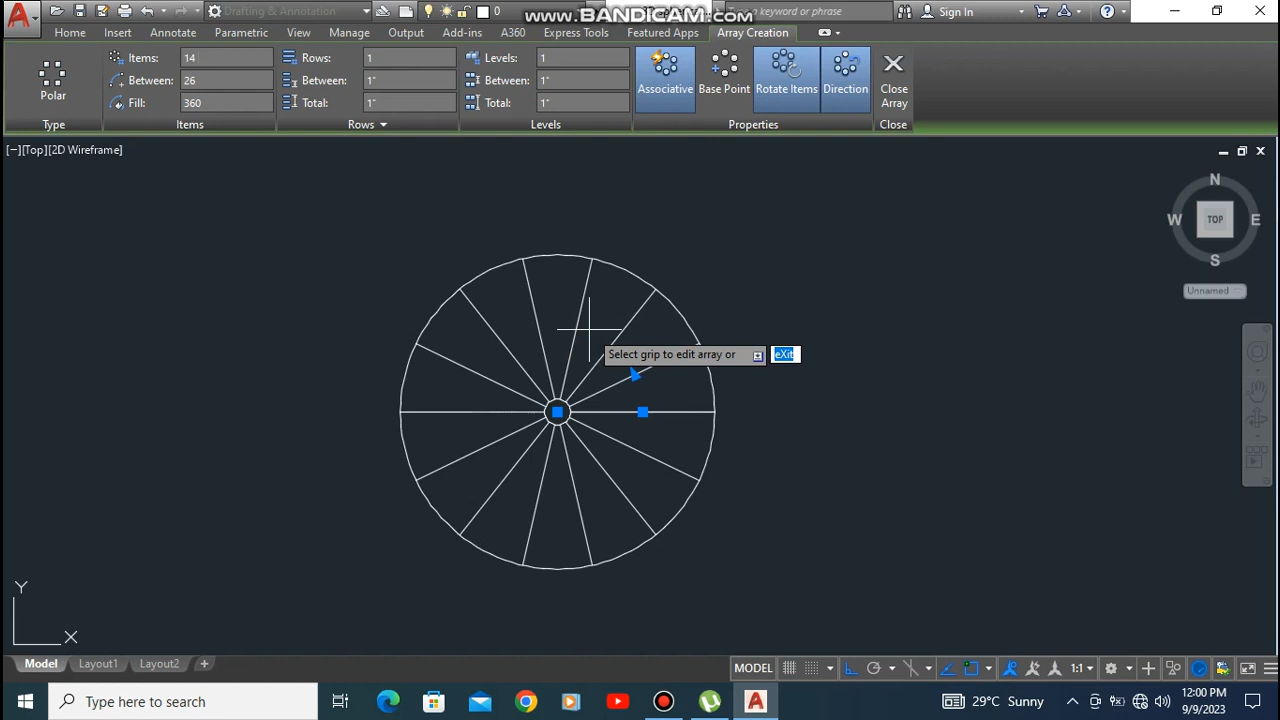 www.BANDICAM.com
0
Drafting & Annotation
Type a keyword or phrase
Sign In
Home Insert Annotate Parametric View Manage Output Add-ins A360 Express Tools Featured Apps Array Creation
Items: 14 Rows: 1 Levels: 1
Between: 26 Between: 1" Between: 1"
Fill: 360 Total: 1" Total: 1"
Polar
Associative Base Point Rotate Items Direction Close Array
Type Items Rows Levels Properties Close
[−][Top][2D Wireframe]
N
W TOP E
S
Unnamed
Select grip to edit array or eXit
Y
X
Model Layout1 Layout2 +
MODEL 1:1
Type here to search
29°C Sunny
12:00 PM
9/9/2023